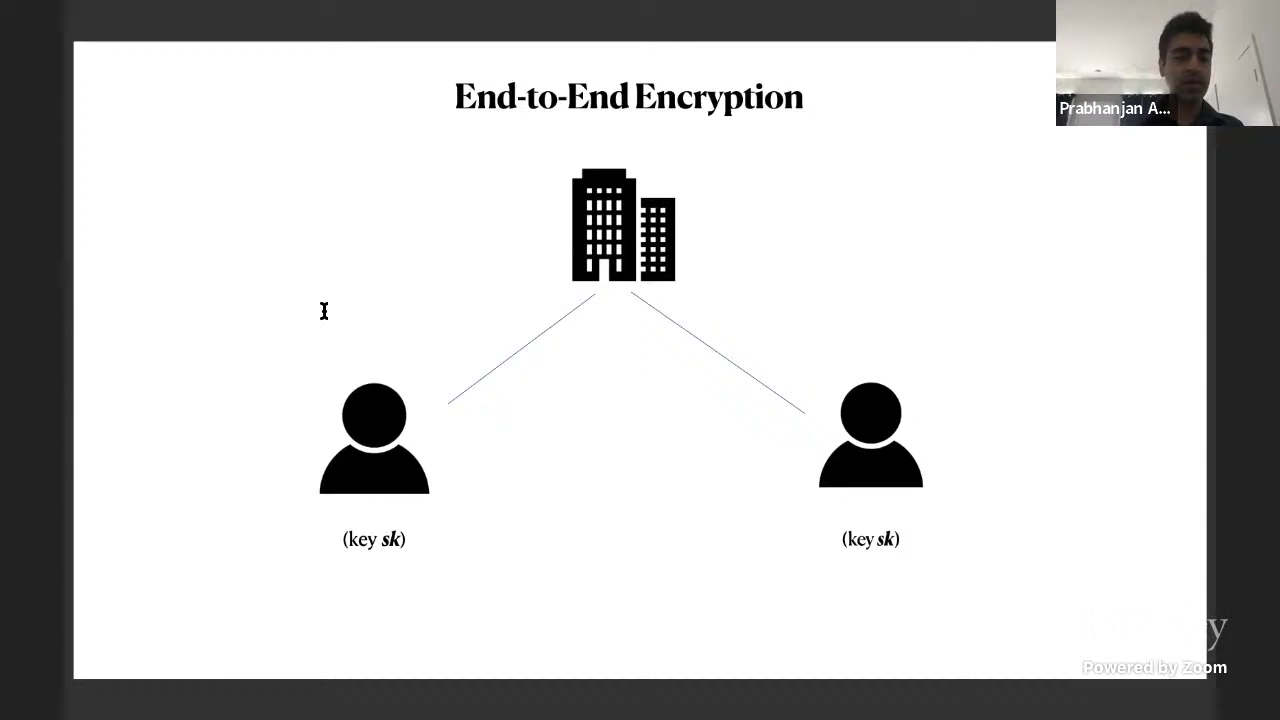 End-to-End Encryption
Prabhanjan A...
(key sk)
(key sk)
Powered by Zoom